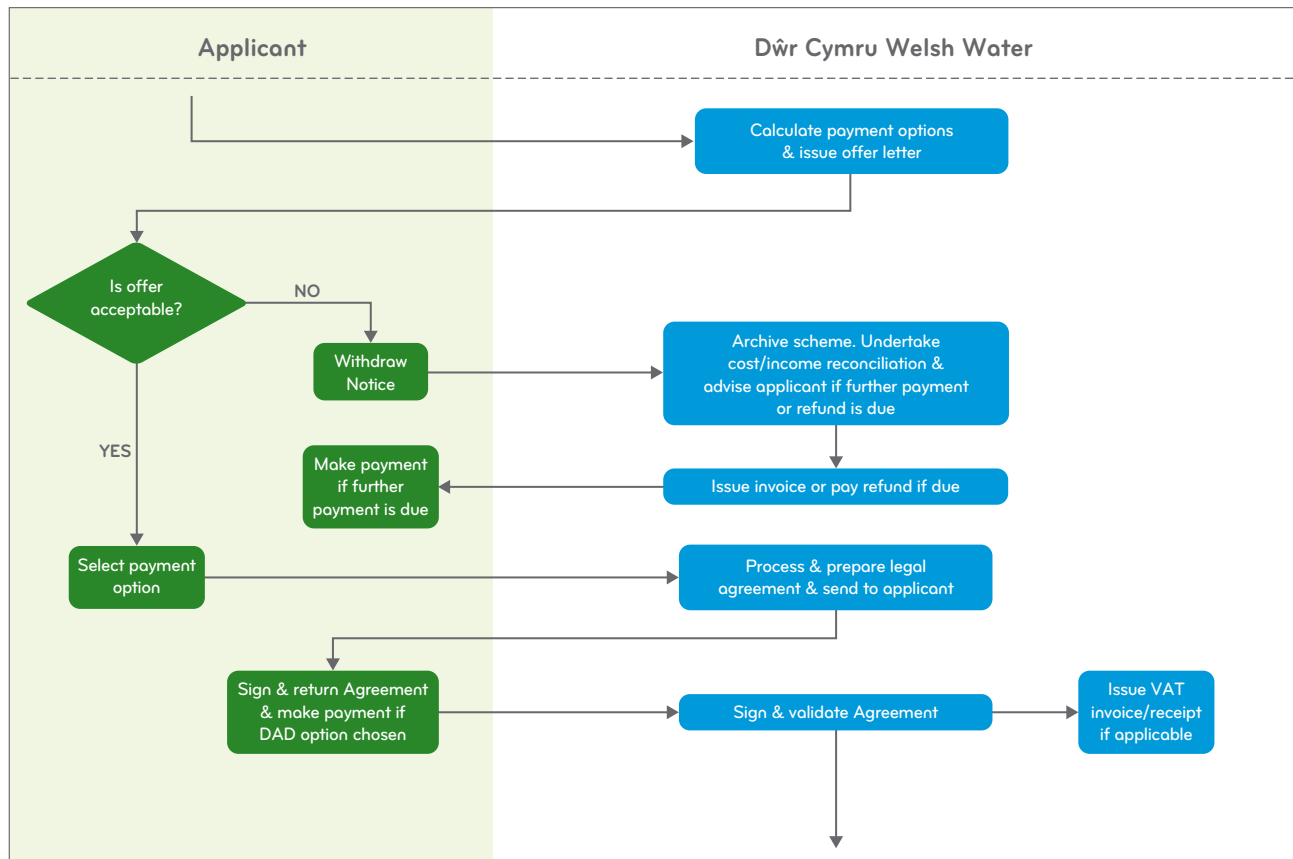 Applicant
Dŵr Cymru Welsh Water
Calculate payment options
& issue offer letter
Is offer
acceptable?
NO
Withdraw
Notice
Archive scheme. Undertake
cost/income reconciliation &
advise applicant if further payment
or refund is due
YES
Make payment
if further
payment is due
Issue invoice or pay refund if due
Select payment
option
Process & prepare legal
agreement & send to applicant
Sign & return Agreement
& make payment if
DAD option chosen
Sign & validate Agreement
Issue VAT
invoice/receipt
if applicable